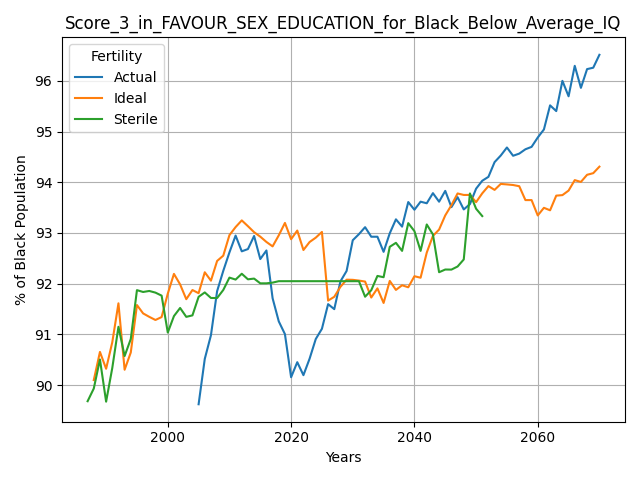 Score_3_in_FAVOUR_SEX_EDUCATION_for_Black_Below_Average_IQ
Fertility
Actual
Ideal
Sterile
% of Black Population
96
95
94
93
92
91
90
2000
2020
2040
2060
Years